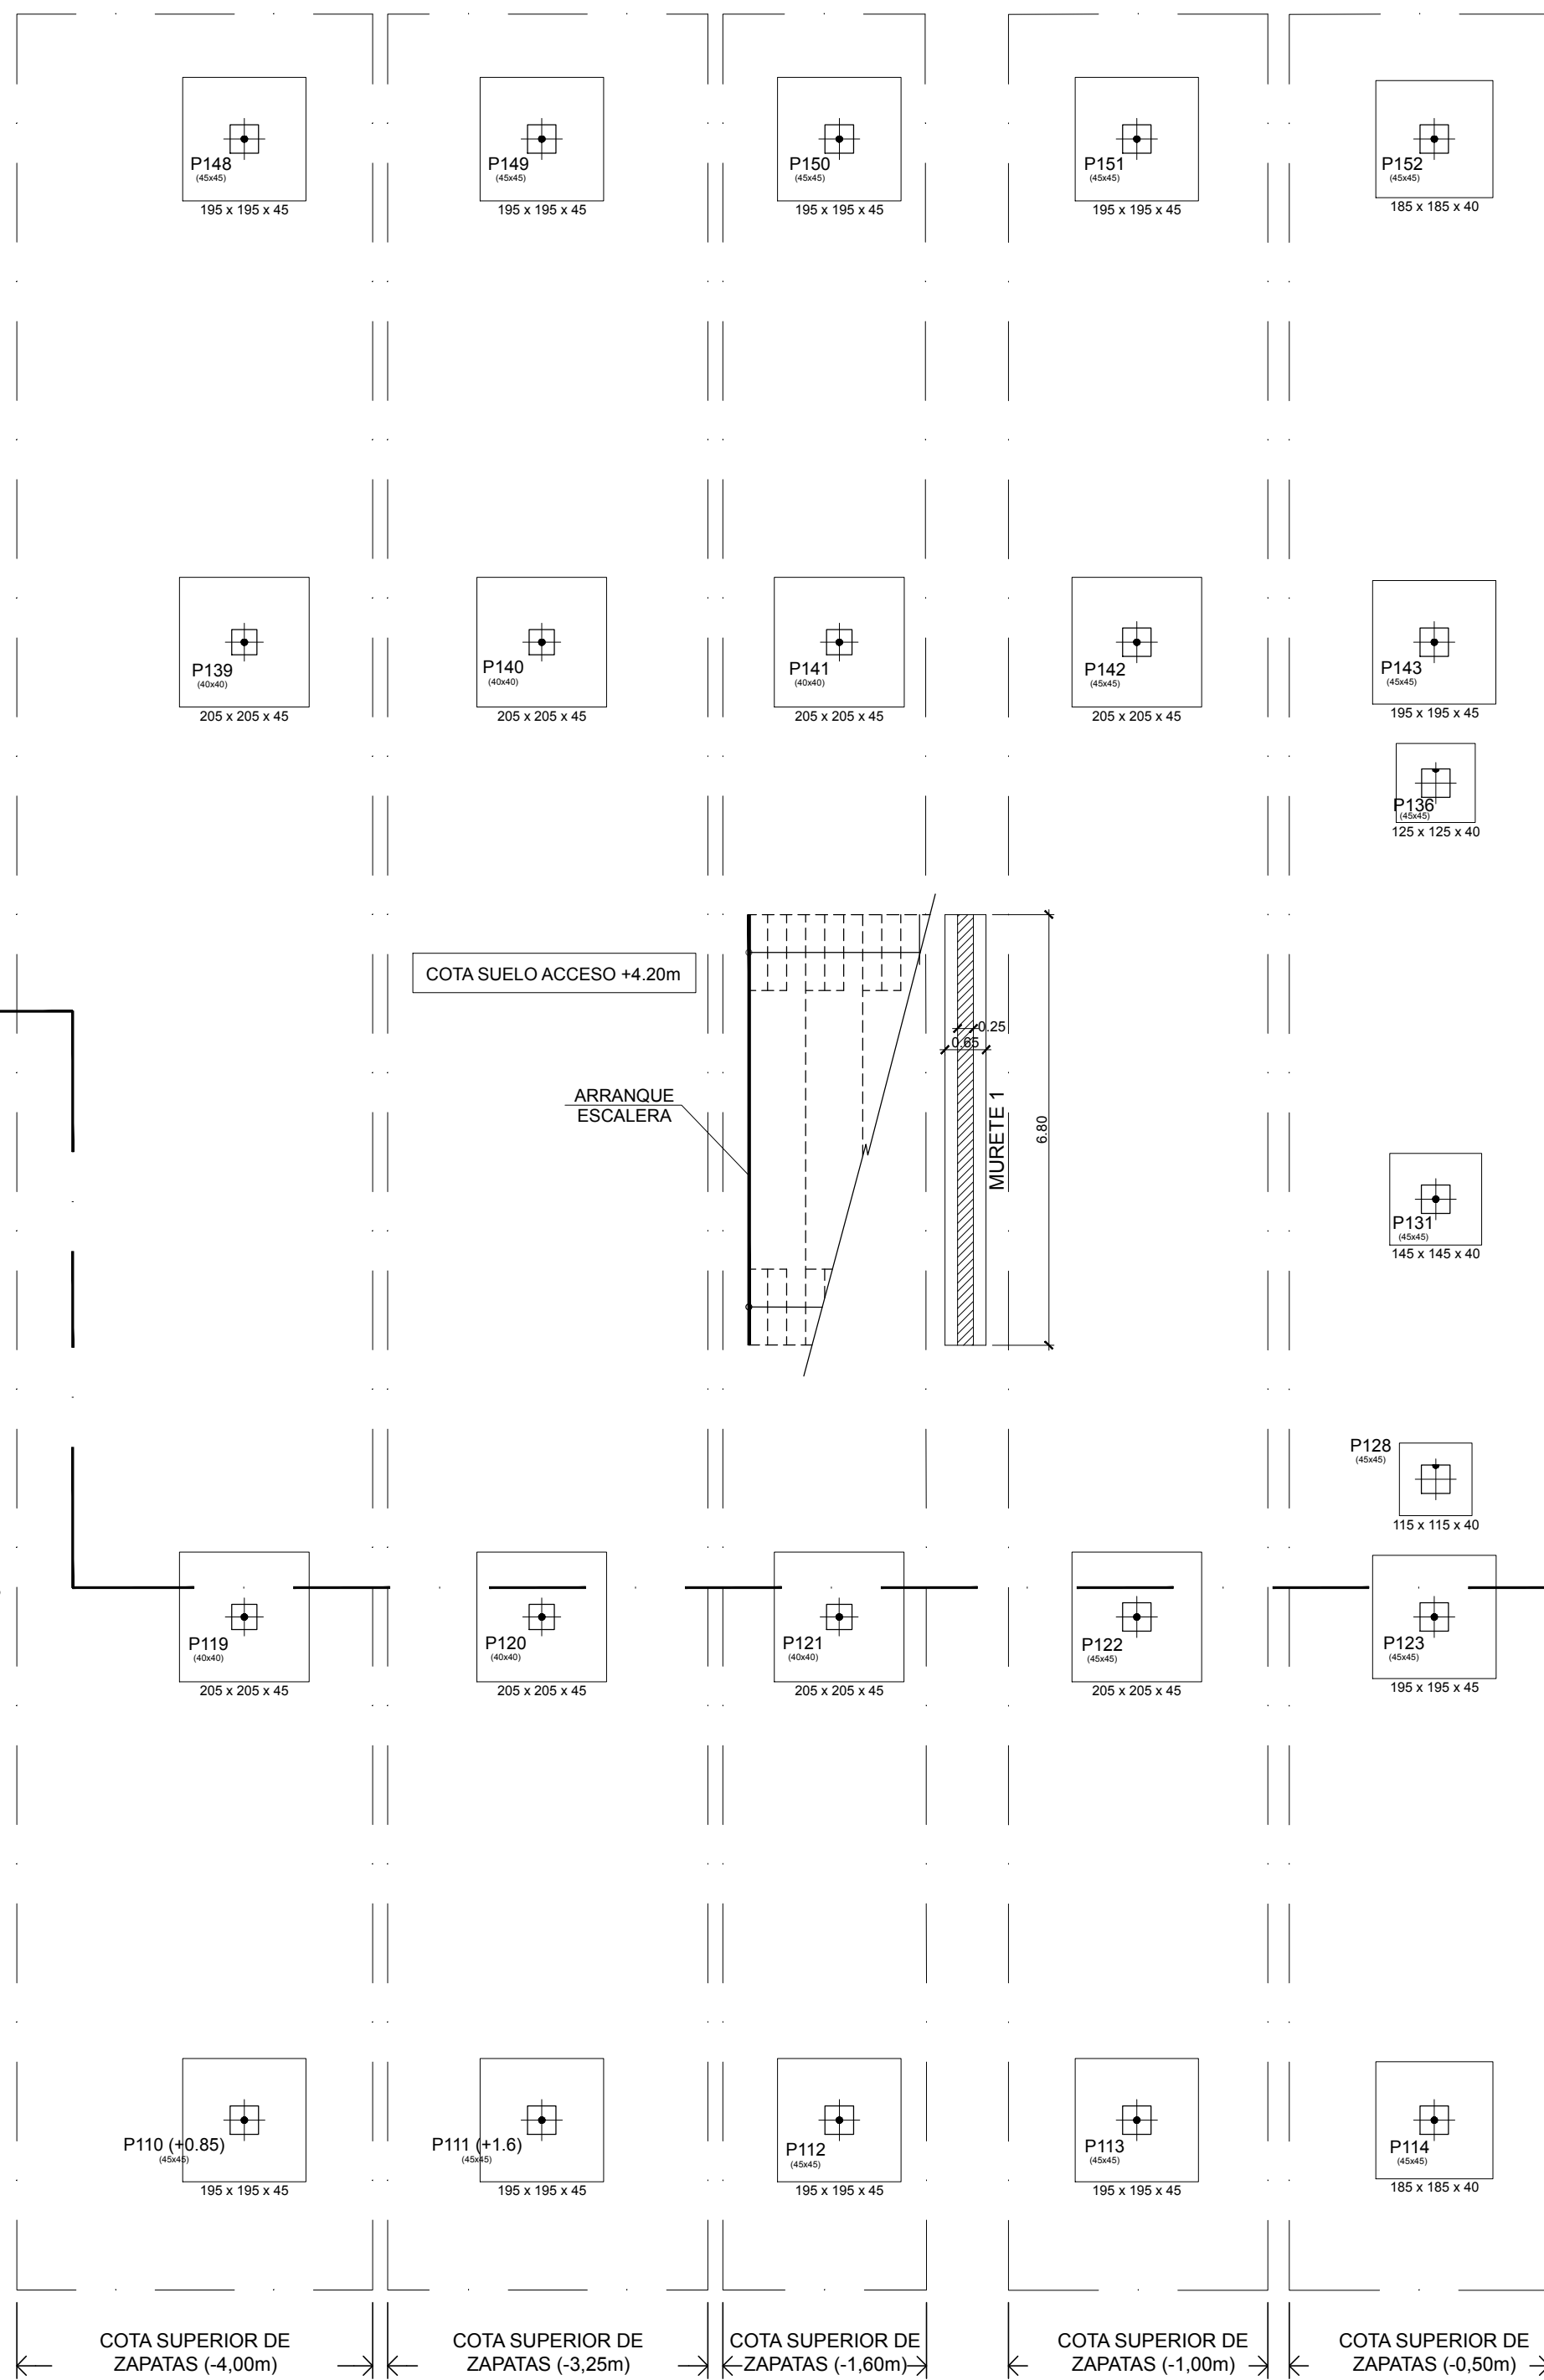 P148
(45x45)
195 x 195 x 45
P149
(45x45)
195 x 195 x 45
P150
(45x45)
195 x 195 x 45
P151
(45x45)
195 x 195 x 45
P152
(45x45)
185 x 185 x 40
P139
(40x40)
205 x 205 x 45
P140
(40x40)
205 x 205 x 45
P141
(40x40)
205 x 205 x 45
P142
(45x45)
205 x 205 x 45
P143
(45x45)
195 x 195 x 45
P136
(45x45)
125 x 125 x 40
COTA SUELO ACCESO +4.20m
0.25
0.65
ARRANQUE
ESCALERA
MURETE 1
6.80
P131
(45x45)
145 x 145 x 40
P128
(45x45)
115 x 115 x 40
P119
(40x40)
205 x 205 x 45
P120
(40x40)
205 x 205 x 45
P121
(40x40)
205 x 205 x 45
P122
(45x45)
205 x 205 x 45
P123
(45x45)
195 x 195 x 45
P110 (+0.85)
(45x45)
195 x 195 x 45
P111 (+1.6)
(45x45)
195 x 195 x 45
P112
(45x45)
195 x 195 x 45
P113
(45x45)
195 x 195 x 45
P114
(45x45)
185 x 185 x 40
COTA SUPERIOR DE
ZAPATAS (-4,00m)
COTA SUPERIOR DE
ZAPATAS (-3,25m)
COTA SUPERIOR DE
ZAPATAS (-1,60m)
COTA SUPERIOR DE
ZAPATAS (-1,00m)
COTA SUPERIOR DE
ZAPATAS (-0,50m)